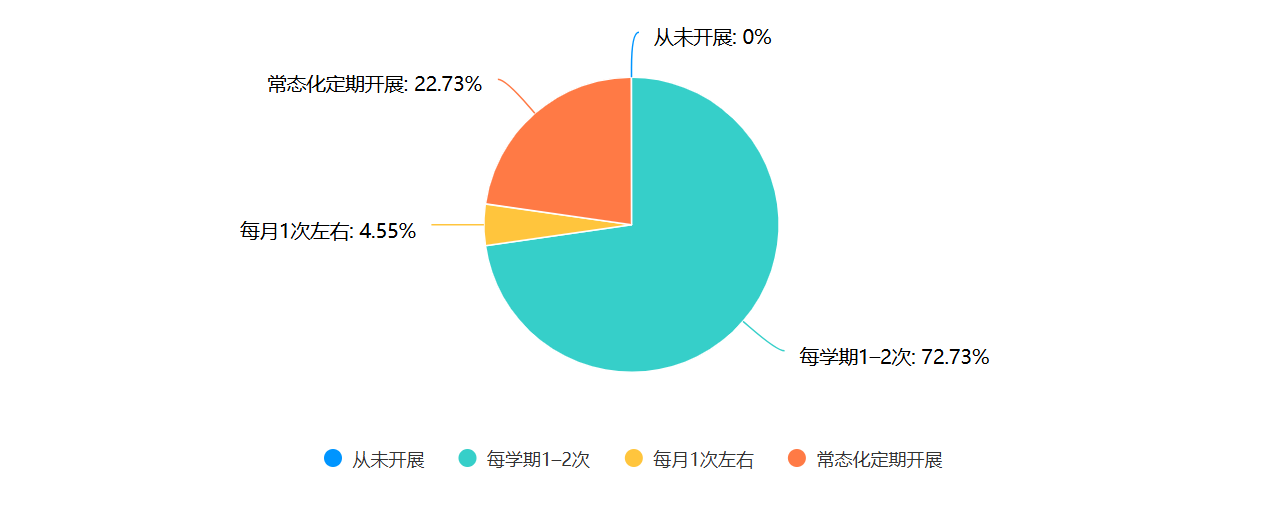 从未开展: 0%
常态化定期开展: 22.73%
每月1次左右: 4.55%
每学期1–2次: 72.73%
从未开展
每学期1–2次
每月1次左右
常态化定期开展